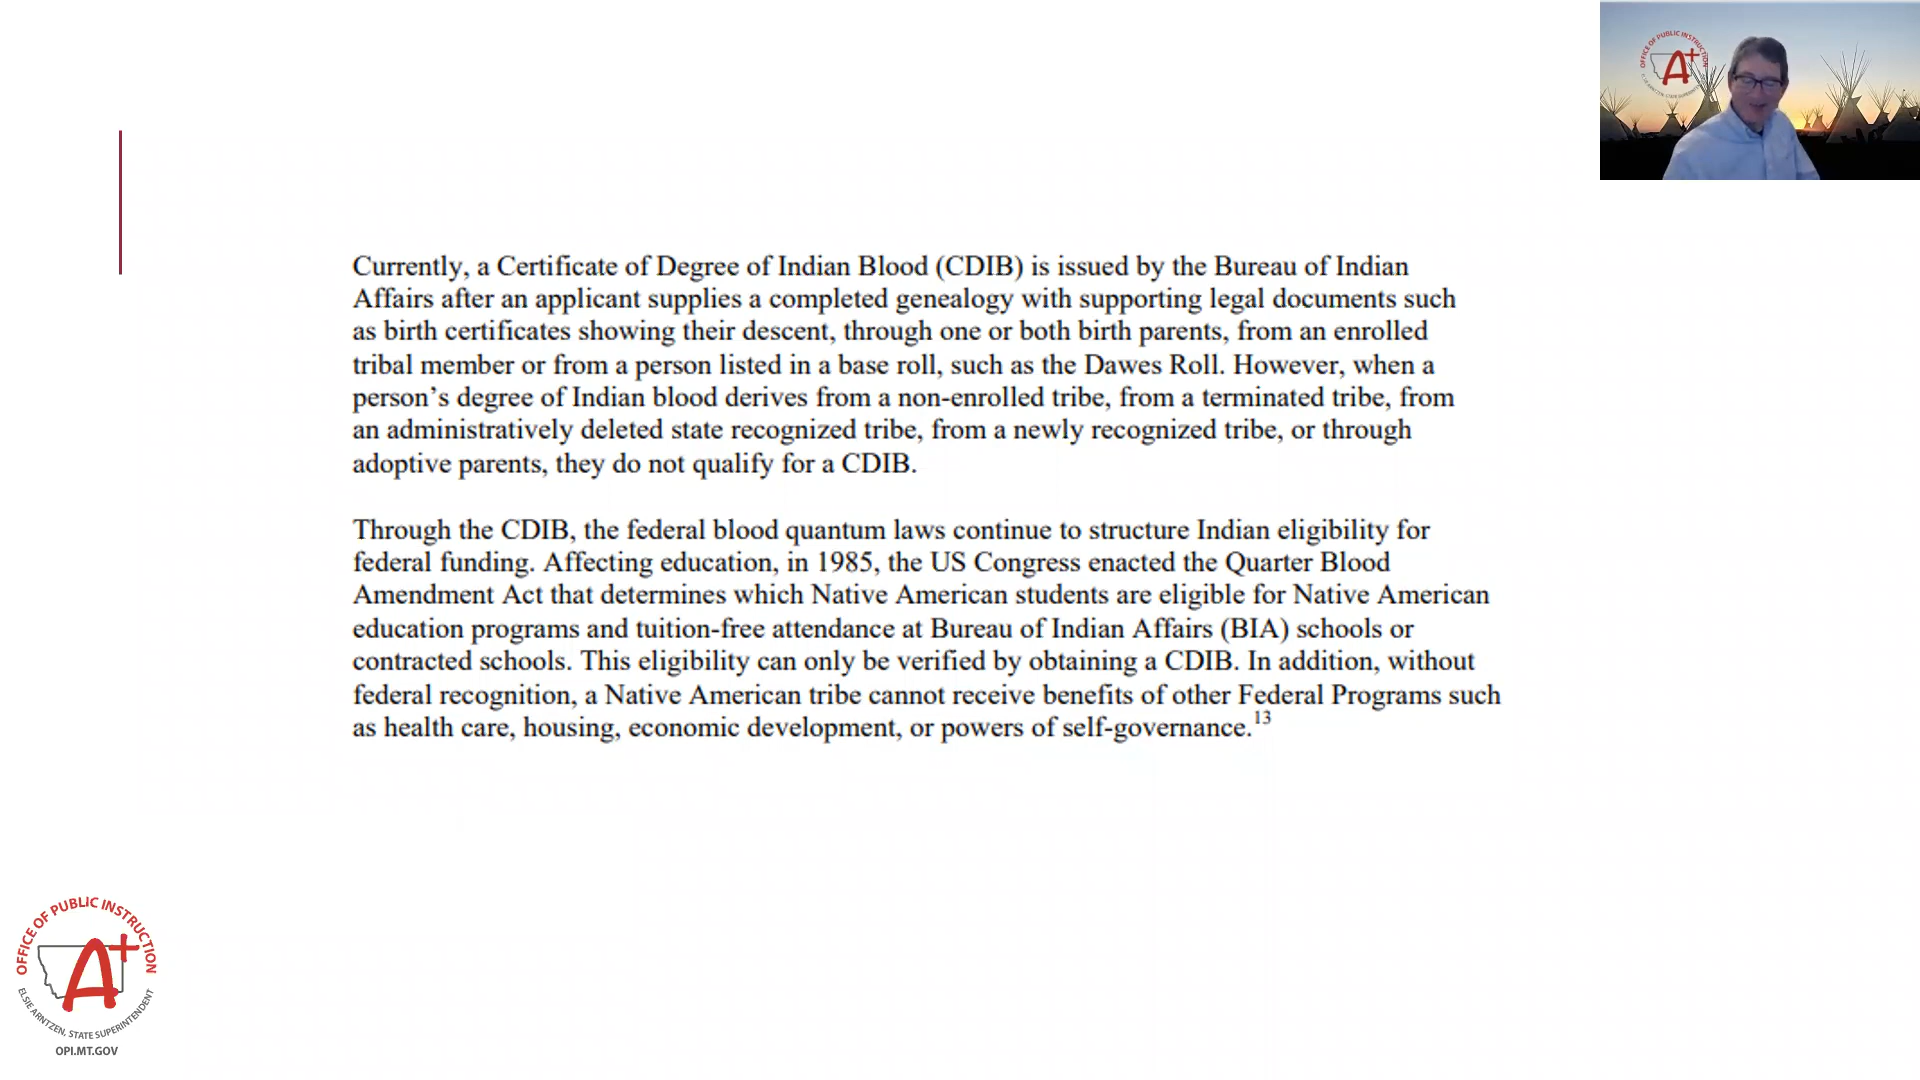 Currently, a Certificate of Degree of Indian Blood (CDIB) is issued by the Bureau of Indian
Affairs after an applicant supplies a completed genealogy with supporting legal documents such
as birth certificates showing their descent, through one or both birth parents, from an enrolled
tribal member or from a person listed in a base roll, such as the Dawes Roll. However, when a
person’s degree of Indian blood derives from a non-enrolled tribe, from a terminated tribe, from
an administratively deleted state recognized tribe, from a newly recognized tribe, or through
adoptive parents, they do not qualify for a CDIB.
Through the CDIB, the federal blood quantum laws continue to structure Indian eligibility for
federal funding. Affecting education, in 1985, the US Congress enacted the Quarter Blood
Amendment Act that determines which Native American students are eligible for Native American
education programs and tuition-free attendance at Bureau of Indian Affairs (BIA) schools or
contracted schools. This eligibility can only be verified by obtaining a CDIB. In addition, without
federal recognition, a Native American tribe cannot receive benefits of other Federal Programs such
as health care, housing, economic development, or powers of self-governance.13
OFFICE OF PUBLIC INSTRUCTION
A+
OFFICE OF PUBLIC INSTRUCTION
A+
ELSIE ARNTZEN, STATE SUPERINTENDENT
OPI.MT.GOV